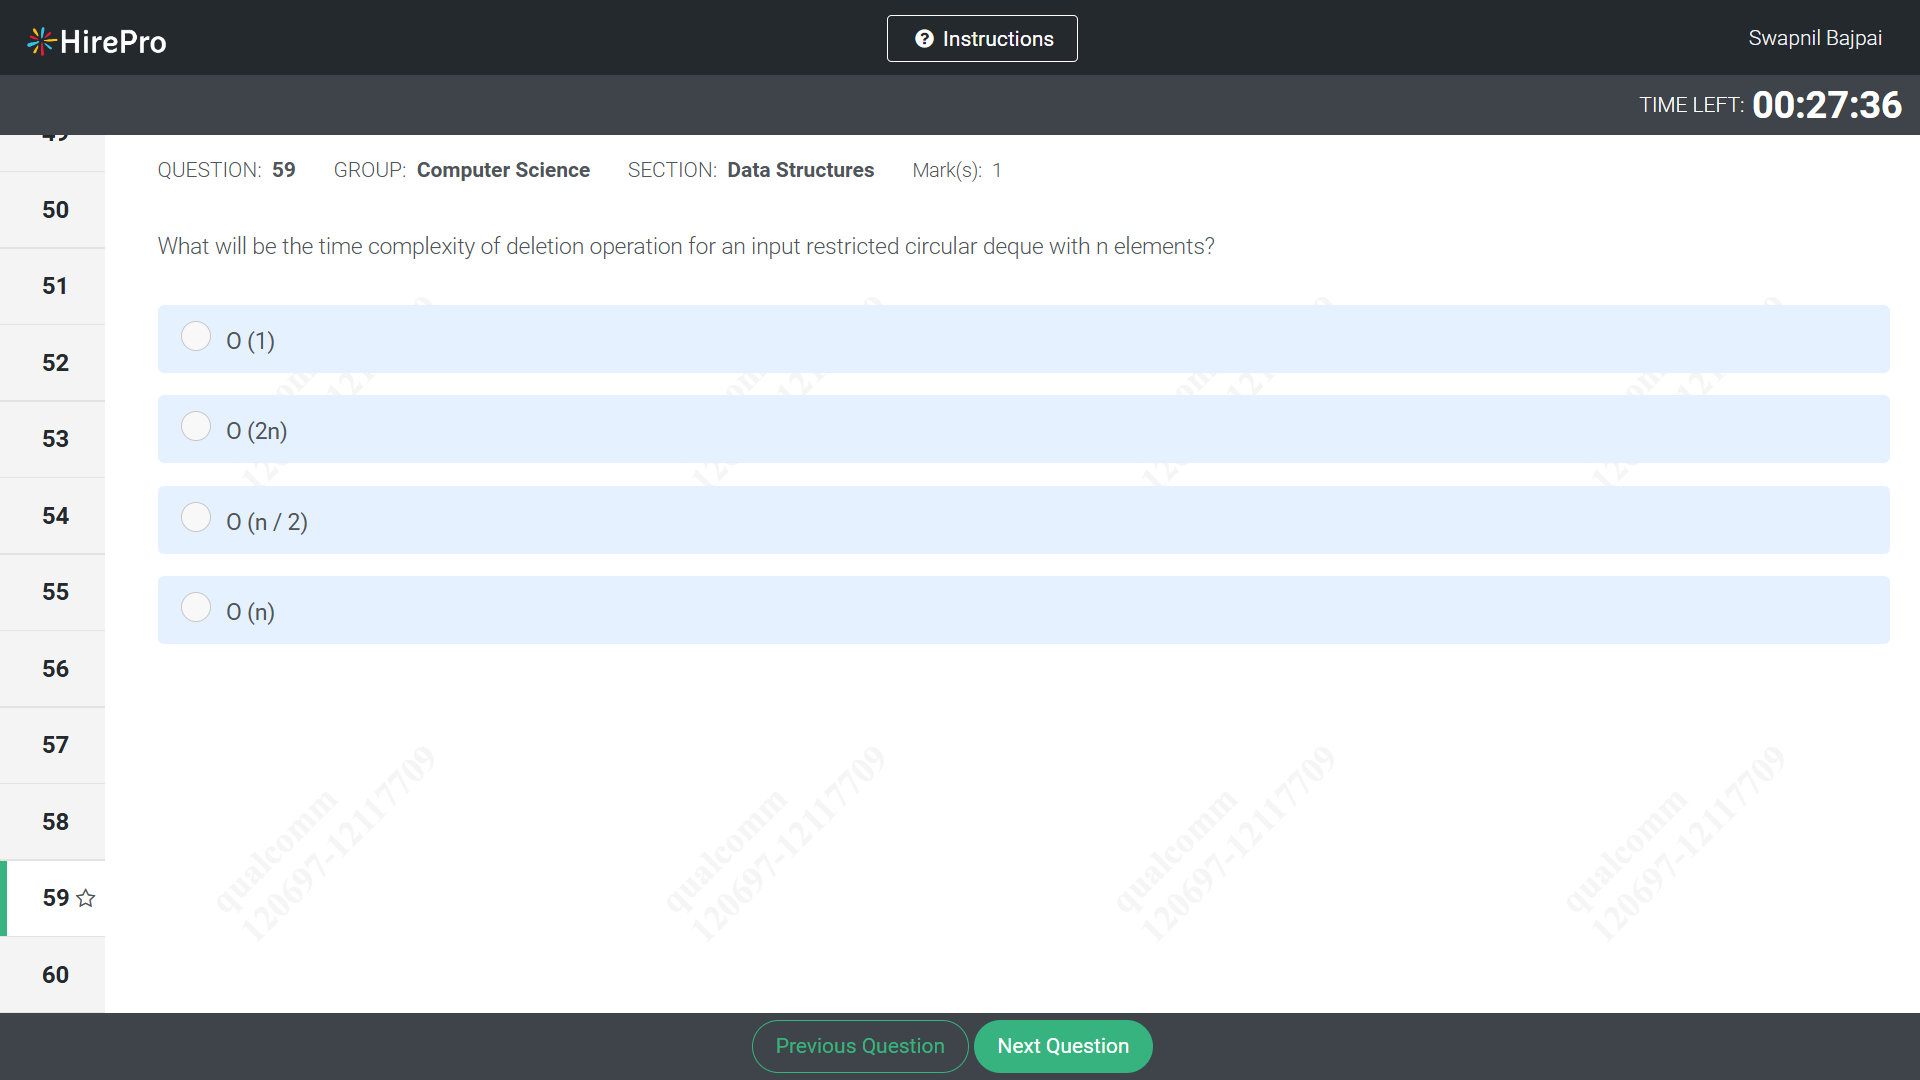 HirePro
Instructions
Swapnil Bajpai
TIME LEFT: 00:27:36
QUESTION: 59 GROUP: Computer Science SECTION: Data Structures Mark(s): 1
50
51
52
53
54
55
56
57
58
59
60
What will be the time complexity of deletion operation for an input restricted circular deque with n elements?
O (1)
O (2n)
O (n / 2)
O (n)
qualcomm
120697-12117709
qualcomm
120697-12117709
qualcomm
120697-12117709
qualcomm
120697-12117709
Previous Question
Next Question